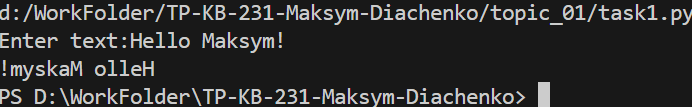 d:/WorkFolder/TP-KB-231-Maksym-Diachenko/topic_01/task1.py
Enter text:Hello Maksym!
!myskaM olleH
PS D:\WorkFolder\TP-KB-231-Maksym-Diachenko>